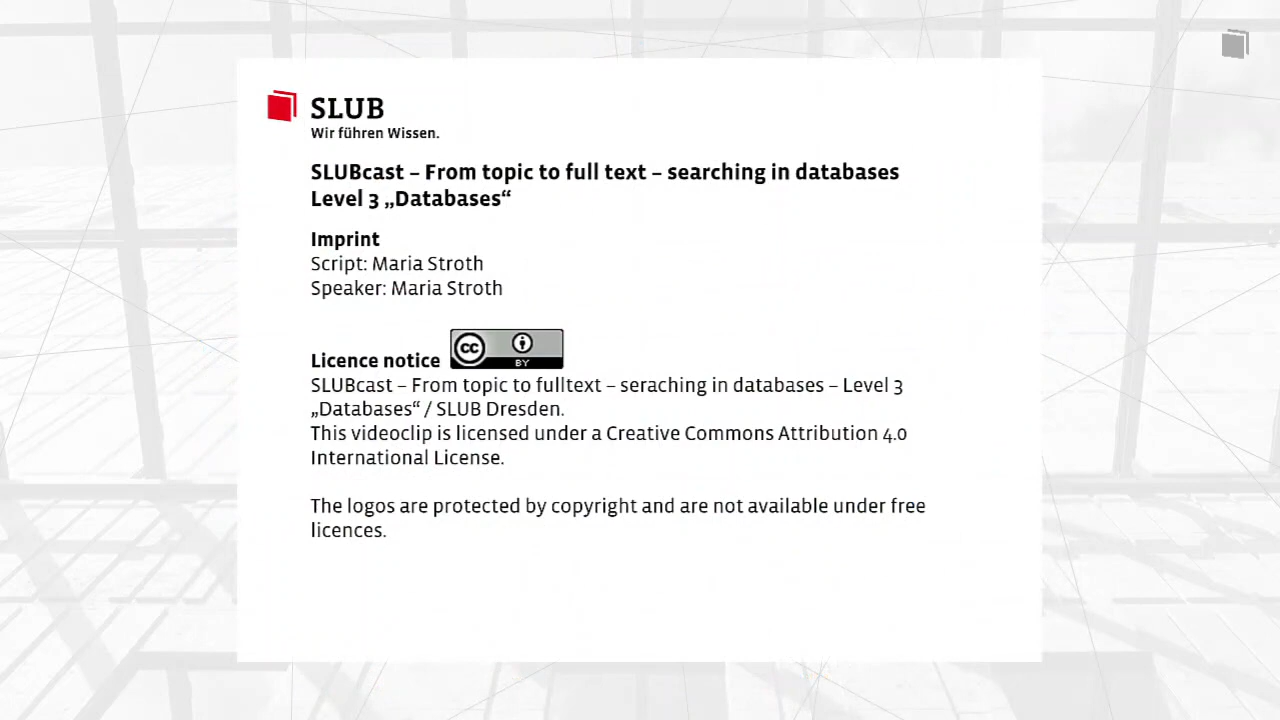 SLUB
Wir führen Wissen.
SLUBcast – From topic to full text – searching in databases
Level 3 „Databases“
Imprint
Script: Maria Stroth
Speaker: Maria Stroth
Licence notice
cc
BY
SLUBcast – From topic to fulltext – seraching in databases – Level 3
„Databases“ / SLUB Dresden.
This videoclip is licensed under a Creative Commons Attribution 4.0
International License.
The logos are protected by copyright and are not available under free
licences.